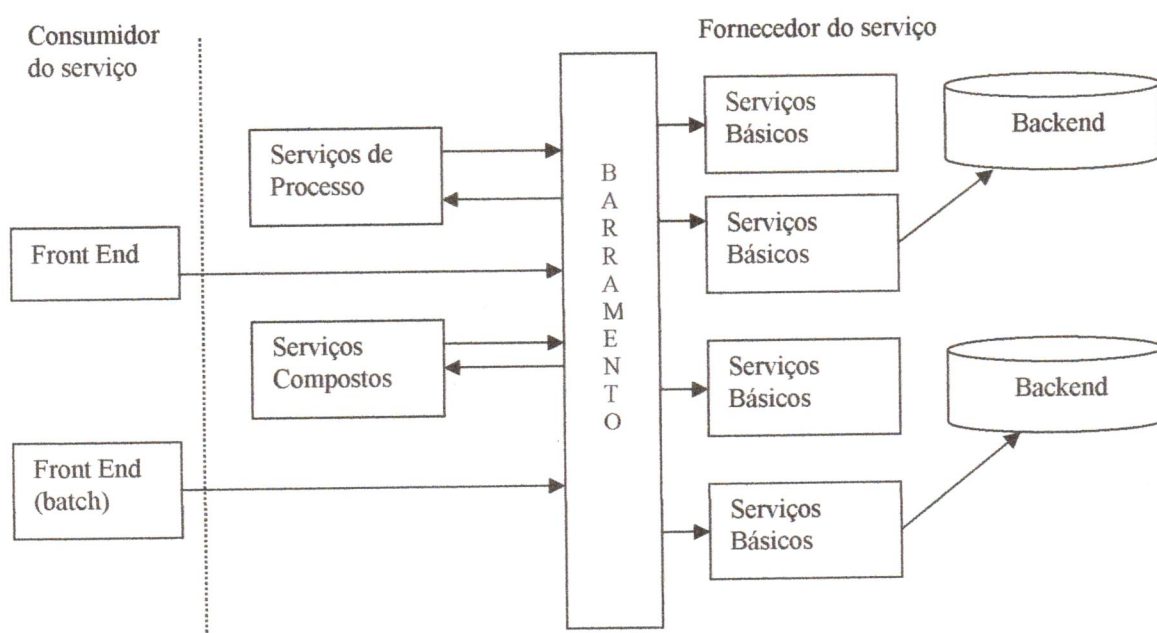 Consumidor
do serviço
Fornecedor do serviço
Serviços de
Processo
Front End
Serviços
Compostos
Front End
(batch)
BARRAMENTO
Serviços
Básicos
Serviços
Básicos
Serviços
Básicos
Serviços
Básicos
Backend
Backend